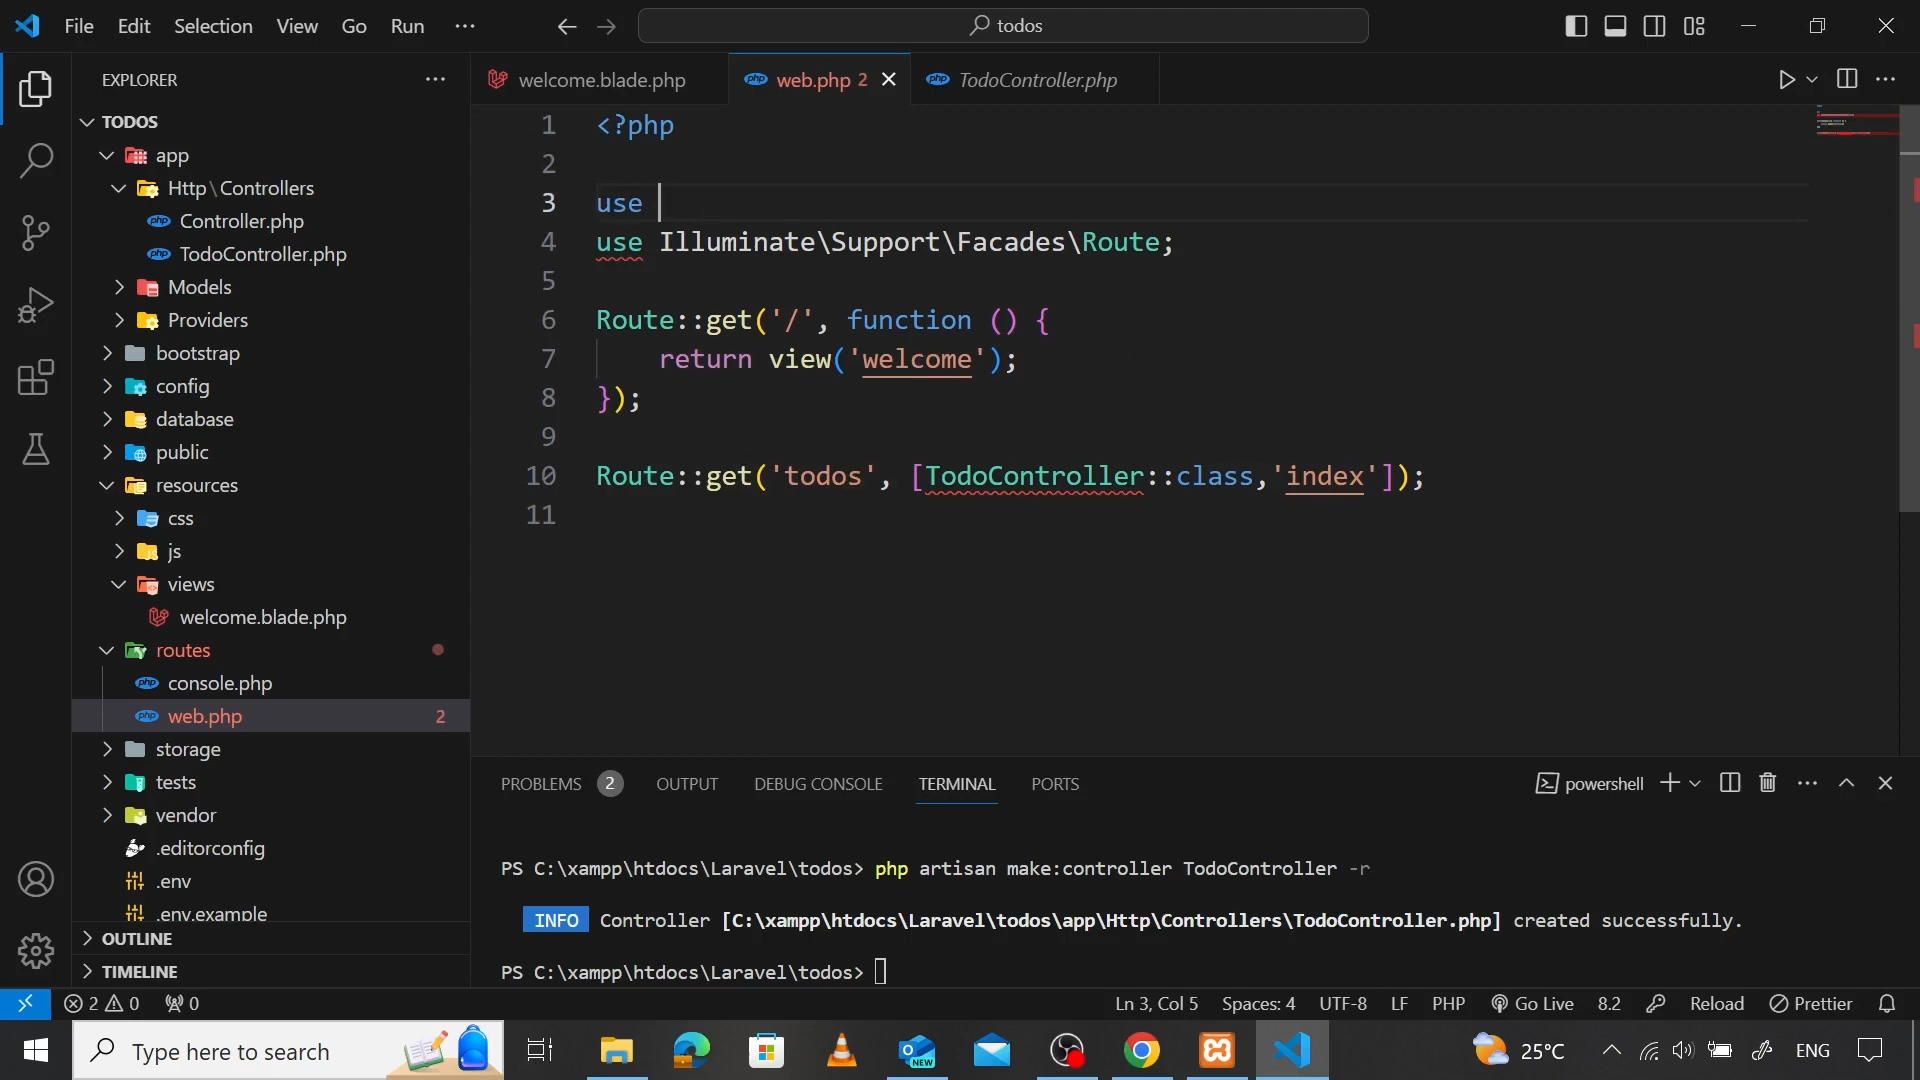 File Edit Selection View Go Run ··· todos
EXPLORER
TODOS
app
Http\Controllers
Controller.php
TodoController.php
Models
Providers
bootstrap
config
database
public
resources
css
js
views
welcome.blade.php
routes
console.php
web.php 2
storage
tests
vendor
.editorconfig
.env
.env.example
OUTLINE
TIMELINE
welcome.blade.php web.php 2 TodoController.php
1 <?php
2
3 use
4 use Illuminate\Support\Facades\Route;
5
6 Route::get('/', function () {
7 return view('welcome');
8 });
9
10 Route::get('todos', [TodoController::class,'index']);
11
PROBLEMS 2 OUTPUT DEBUG CONSOLE TERMINAL PORTS powershell
PS C:\xampp\htdocs\Laravel\todos> php artisan make:controller TodoController -r
INFO Controller [C:\xampp\htdocs\Laravel\todos\app\Http\Controllers\TodoController.php] created successfully.
PS C:\xampp\htdocs\Laravel\todos>
2 0 0 Ln 3, Col 5 Spaces: 4 UTF-8 LF PHP Go Live 8.2 Reload Prettier
Type here to search NEW 25°C ENG